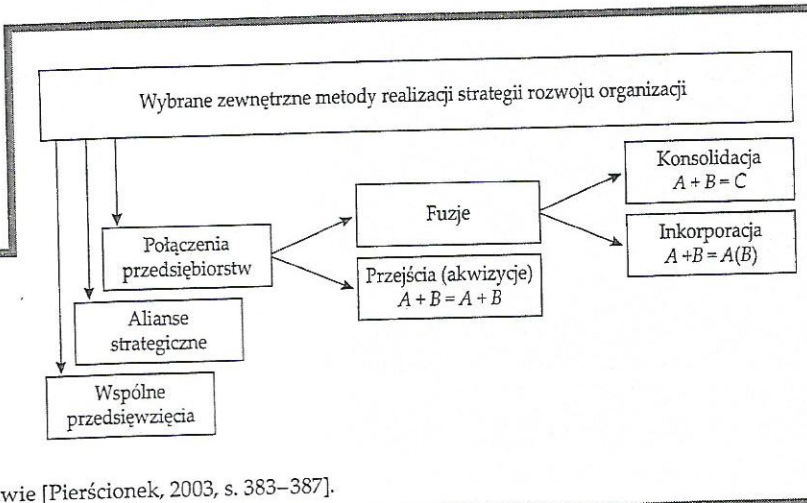 Wybrane zewnętrzne metody realizacji strategii rozwoju organizacji
Połączenia
przedsiębiorstw
Fuzje
Przejścia (akwizycje)
A + B = A + B
Konsolidacja
A + B = C
Inkorporacja
A +B = A(B)
Alianse
strategiczne
Wspólne
przedsięwzięcia
wie [Pierścionek, 2003, s. 383–387].